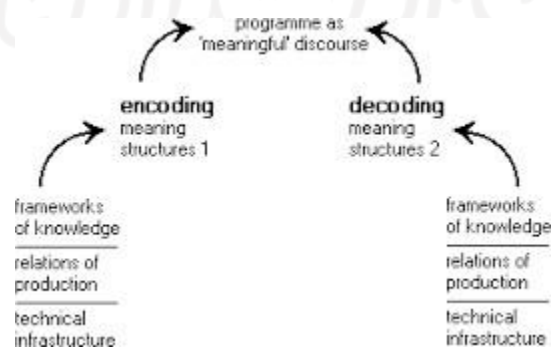 programme as
'meaningful' discourse
encoding
meaning
structures 1
decoding
meaning
structures 2
frameworks
of knowledge
relations of
production
technical
infrastructure
frameworks
of knowledge
relations of
production
technical
infrastructure